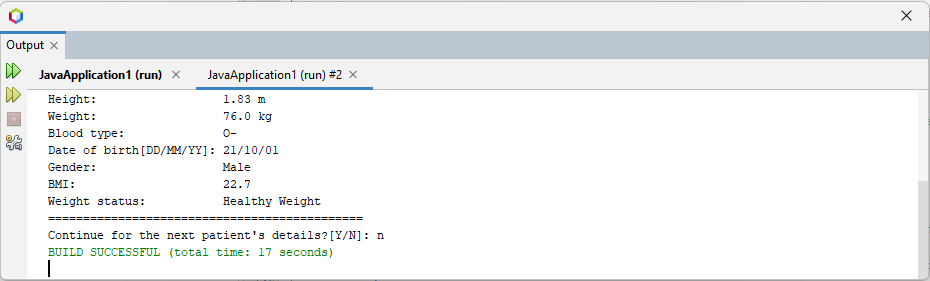 Output
JavaApplication1 (run)
JavaApplication1 (run) #2
Height: 1.83 m
Weight: 76.0 kg
Blood type: O-
Date of birth[DD/MM/YY]: 21/10/01
Gender: Male
BMI: 22.7
Weight status: Healthy Weight
=============================================
Continue for the next patient's details?[Y/N]: n
BUILD SUCCESSFUL (total time: 17 seconds)